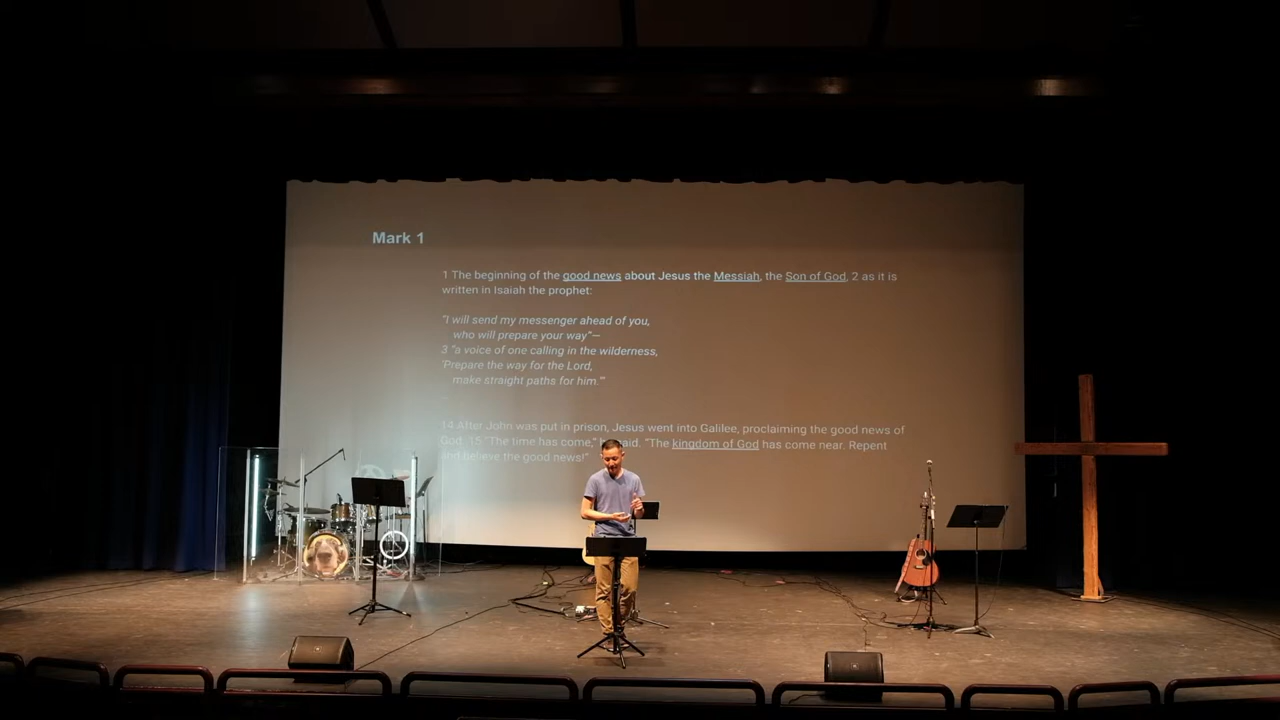 Mark 1
1 The beginning of the good news about Jesus the Messiah, the Son of God, 2 as it is
written in Isaiah the prophet:
“I will send my messenger ahead of you,
who will prepare your way”—
3 “a voice of one calling in the wilderness,
‘Prepare the way for the Lord,
make straight paths for him.’”
14 After John was put in prison, Jesus went into Galilee, proclaiming the good news of
God. 15 “The time has come,” he said. “The kingdom of God has come near. Repent
and believe the good news!”